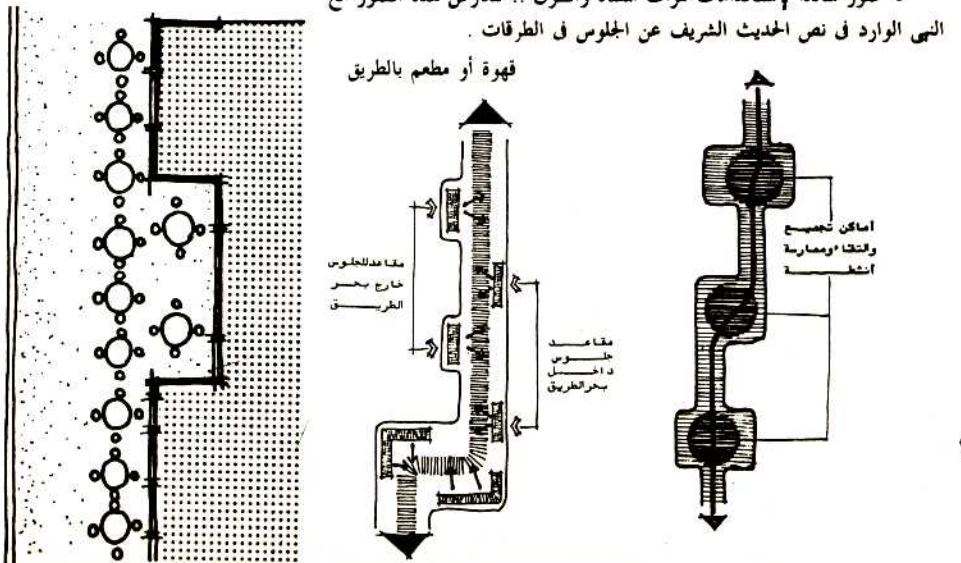 النهى الوارد فى نص الحديث الشريف عن الجلوس فى الطرقات .
قهوة أو مطعم بالطريق
أماكن تجميع
والتقاء وممارسة
أنشطة
مقاعد للجلوس
خارج بحر
الطريق
مقاعد
جلوس
داخل
بحر الطريق